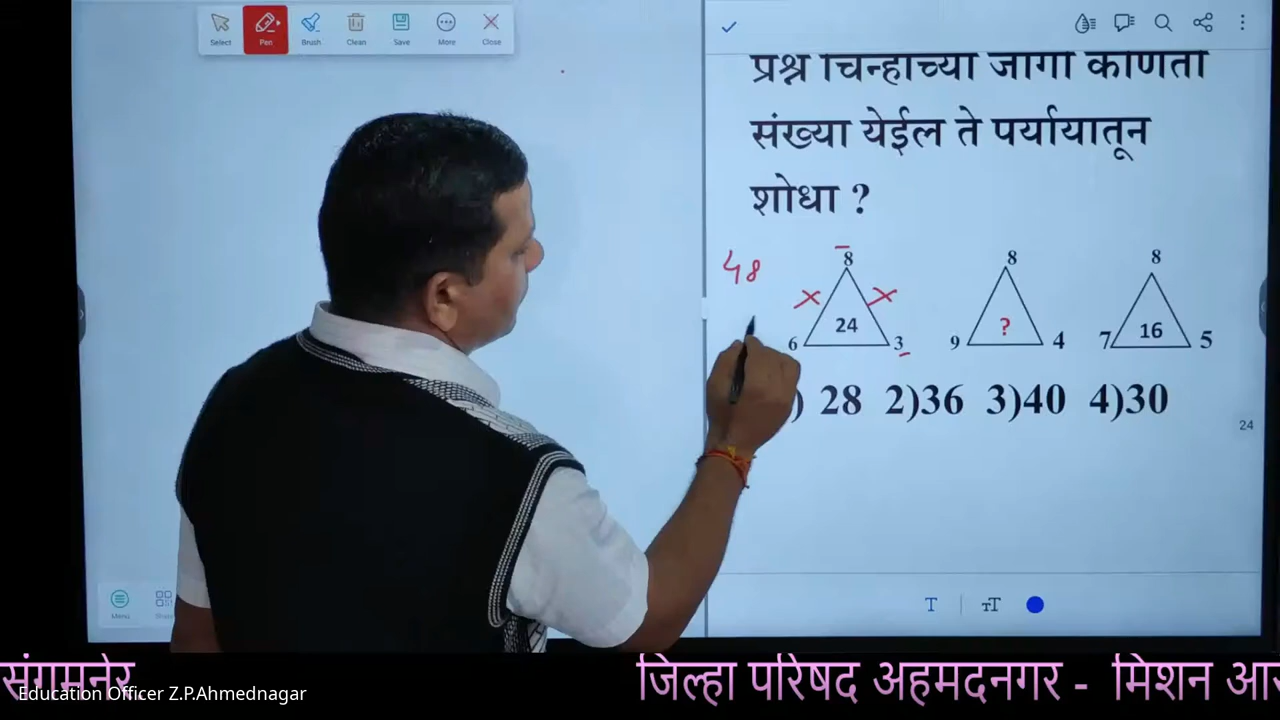 Select Pen Brush Clean Save More Close
प्रश्न चिन्हाच्या जागी कोणती
संख्या येईल ते पर्यायातून
शोधा ?
48
8 8 8
24 ? 16
6 3 9 4 7 5
) 28 2)36 3)40 4)30
24
Menu
T TT
संगमनेर जिल्हा परिषद अहमदनगर - मिशन आ
Education Officer Z.P.Ahmednagar